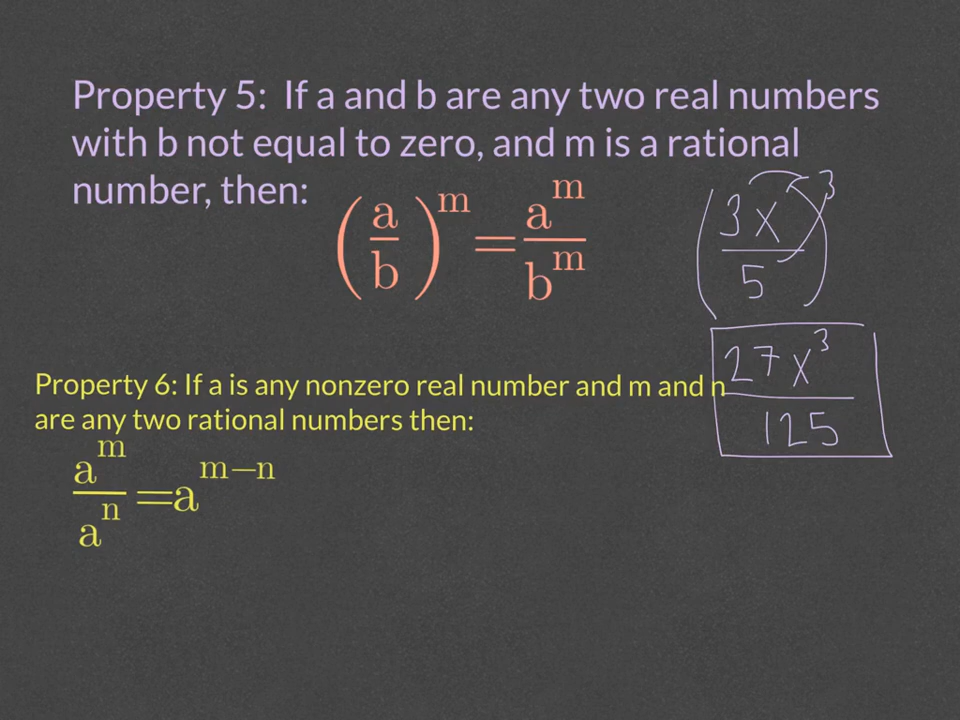 Property 5: If a and b are any two real numbers
with b not equal to zero, and m is a rational
number, then:
(a/b)^m = a^m/b^m
(3x/5)^3
27x^3/125
Property 6: If a is any nonzero real number and m and n
are any two rational numbers then:
a^m/a^n = a^(m−n)